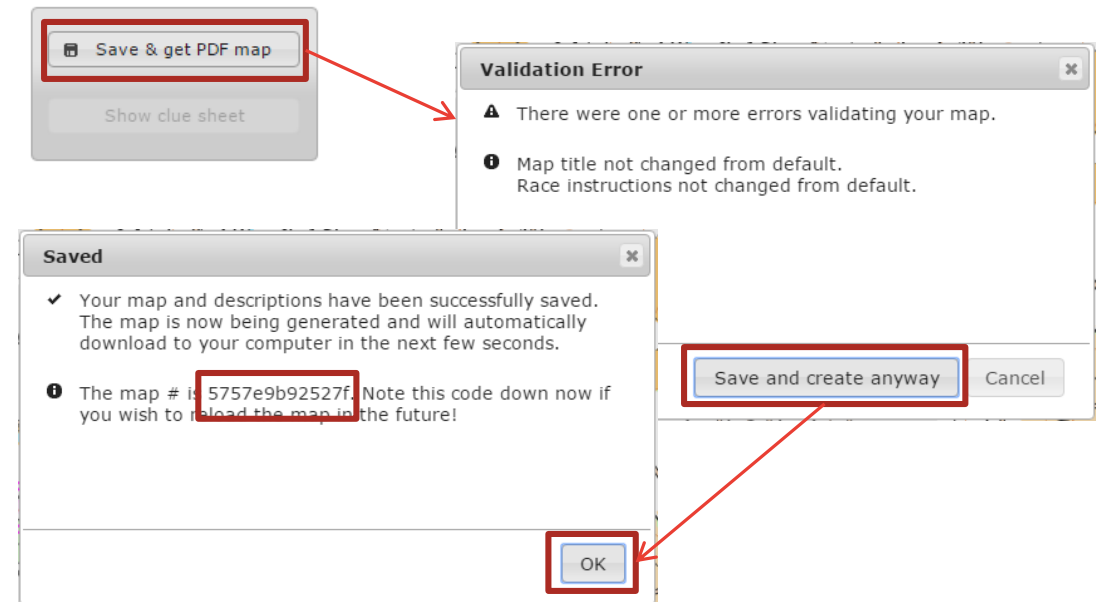 Save & get PDF map
Show clue sheet
Validation Error
There were one or more errors validating your map.
Map title not changed from default.
Race instructions not changed from default.
Save and create anyway
Cancel
Saved
Your map and descriptions have been successfully saved.
The map is now being generated and will automatically
download to your computer in the next few seconds.
The map # is 5757e9b92527f. Note this code down now if
you wish to reload the map in the future!
OK